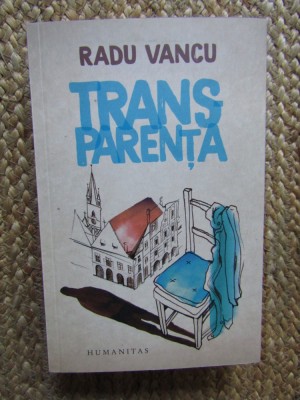 RADU VANCU
TRANS
PARENȚA
HUMANITAS